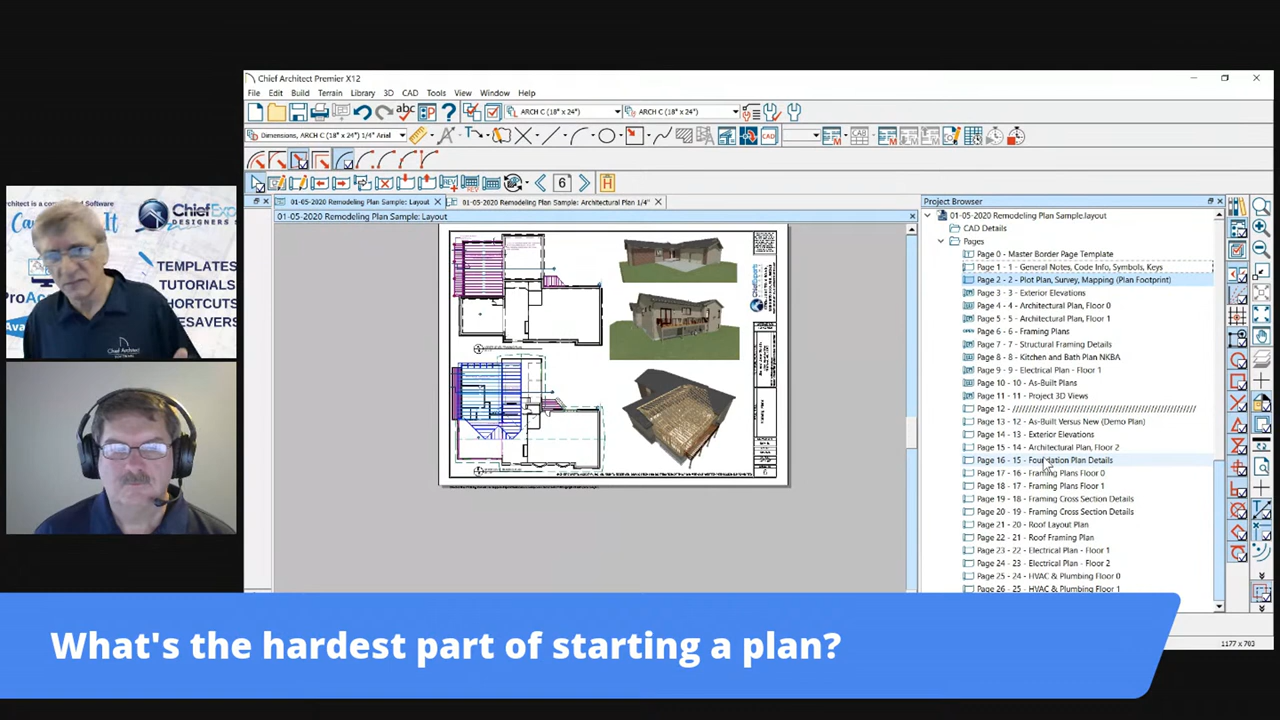 Chief Architect Premier X12
File Edit Build Terrain Library 3D CAD Tools View Window Help
ARCH C (18" x 24") ARCH C (18" x 24")
Dimensions, ARCH C (18" x 24") 1/4" Arial
6
01-05-2020 Remodeling Plan Sample: Layout
01-05-2020 Remodeling Plan Sample: Architectural Plan 1/4"
01-05-2020 Remodeling Plan Sample: Layout
Project Browser
01-05-2020 Remodeling Plan Sample.layout
CAD Details
Pages
Page 0 - Master Border Page Template
Page 1 - 1 - General Notes, Code Info, Symbols, Keys
Page 2 - 2 - Plot Plan, Survey, Mapping (Plan Footprint)
Page 3 - 3 - Exterior Elevations
Page 4 - 4 - Architectural Plan, Floor 0
Page 5 - 5 - Architectural Plan, Floor 1
Page 6 - 6 - Framing Plans
Page 7 - 7 - Structural Framing Details
Page 8 - 8 - Kitchen and Bath Plan NKBA
Page 9 - 9 - Electrical Plan - Floor 1
Page 10 - 10 - As-Built Plans
Page 11 - 11 - Project 3D Views
Page 12 - ////////////////////////////////////////////////
Page 13 - 12 - As-Built Versus New (Demo Plan)
Page 14 - 13 - Exterior Elevations
Page 15 - 14 - Architectural Plan, Floor 2
Page 16 - 15 - Foundation Plan Details
Page 17 - 16 - Framing Plans Floor 0
Page 18 - 17 - Framing Plans Floor 1
Page 19 - 18 - Framing Cross Section Details
Page 20 - 19 - Framing Cross Section Details
Page 21 - 20 - Roof Layout Plan
Page 22 - 21 - Roof Framing Plan
Page 23 - 22 - Electrical Plan - Floor 1
Page 24 - 23 - Electrical Plan - Floor 2
Page 25 - 24 - HVAC & Plumbing Floor 0
Page 26 - 25 - HVAC & Plumbing Floor 1
1177 x 703
TEMPLATES
TUTORIALS
What's the hardest part of starting a plan?